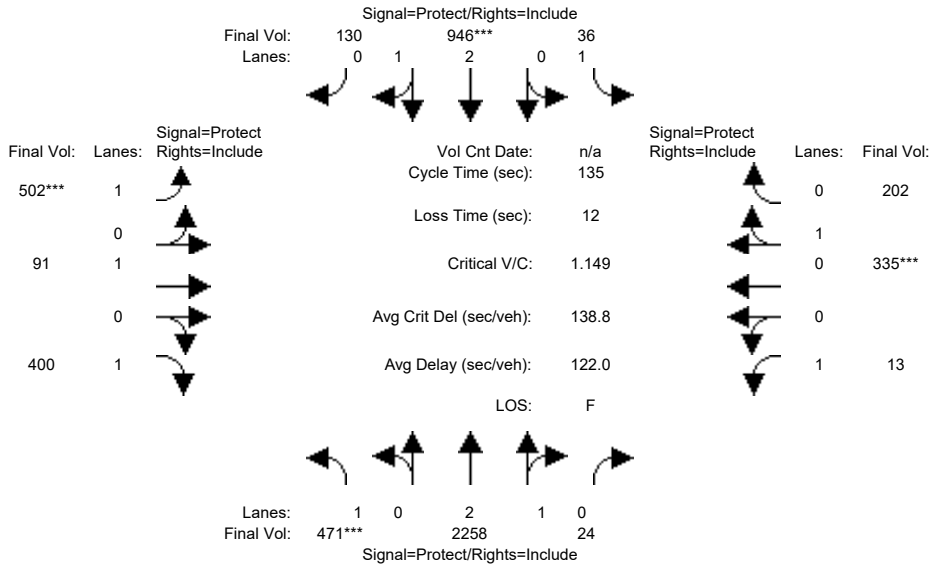 Signal=Protect/Rights=Include
Final Vol: 130 946*** 36
Lanes: 0 1 2 0 1
Signal=Protect
Final Vol: Lanes: Rights=Include
Vol Cnt Date: n/a
Signal=Protect
Rights=Include Lanes: Final Vol:
Cycle Time (sec): 135
502*** 1
0 202
Loss Time (sec): 12
0
1
91 1
Critical V/C: 1.149
0 335***
0
Avg Crit Del (sec/veh): 138.8
0
400 1
Avg Delay (sec/veh): 122.0
1 13
LOS: F
Lanes: 1 0 2 1 0
Final Vol: 471*** 2258 24
Signal=Protect/Rights=Include